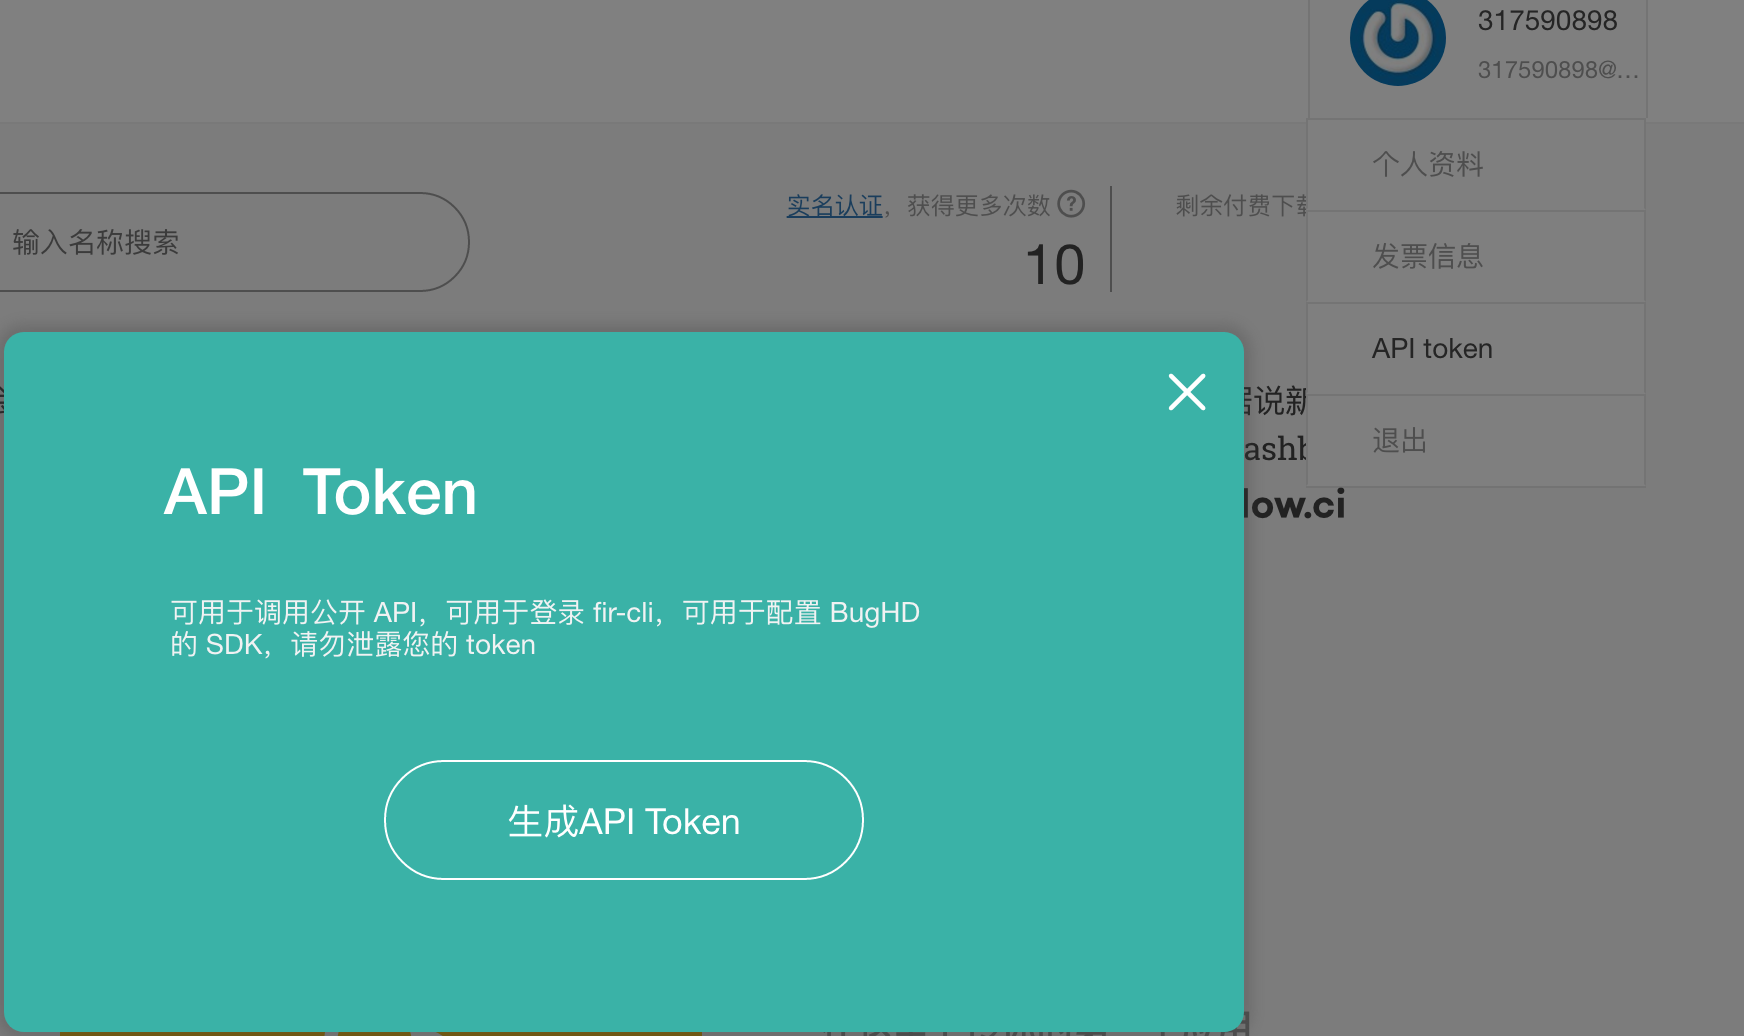 317590898
317590898@...
个人资料
实名认证，获得更多次数 ?
剩余付费下
输入名称搜索
发票信息
10
API token
说新
退出
ashb
low.ci
API Token
可用于调用公开 API，可用于登录 fir-cli，可用于配置 BugHD
的 SDK，请勿泄露您的 token
生成API Token